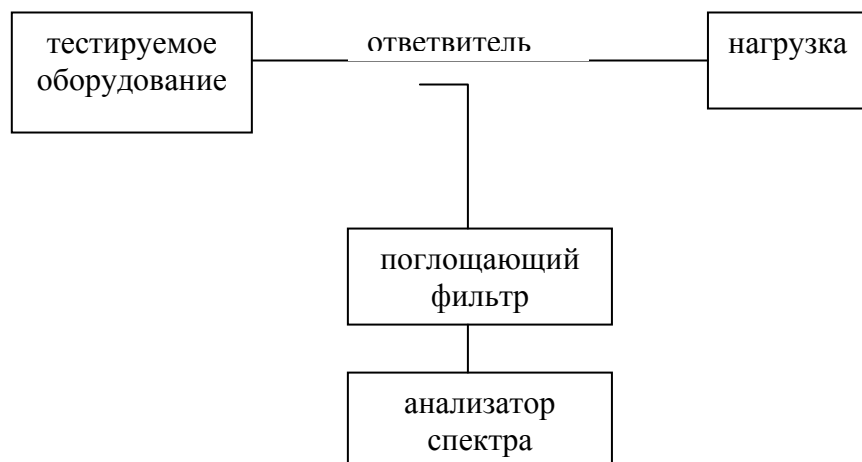 тестируемое
оборудование
ответвитель
нагрузка
поглощающий
фильтр
анализатор
спектра